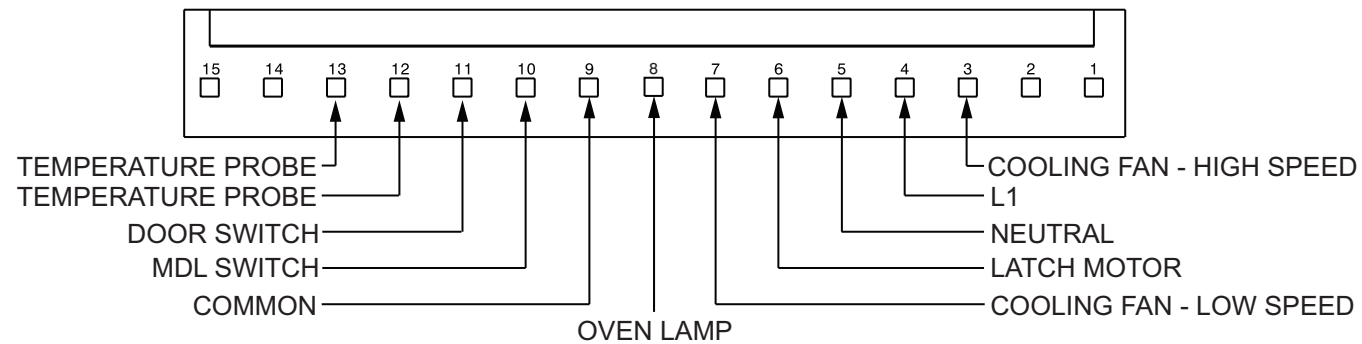 15 14 13 12 11 10 9 8 7 6 5 4 3 2 1
TEMPERATURE PROBE
TEMPERATURE PROBE
DOOR SWITCH
MDL SWITCH
COMMON
OVEN LAMP
COOLING FAN - HIGH SPEED
L1
NEUTRAL
LATCH MOTOR
COOLING FAN - LOW SPEED